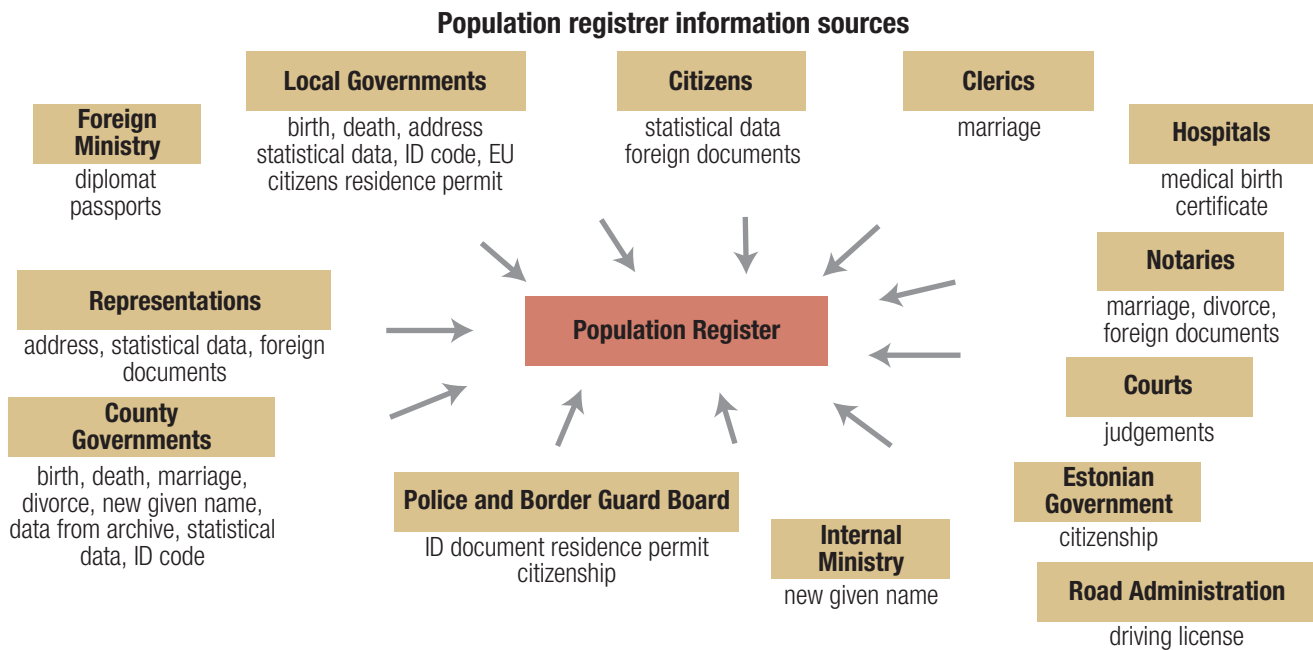 Population registrer information sources
Local Governments
birth, death, address
statistical data, ID code, EU
citizens residence permit
Citizens
statistical data
foreign documents
Clerics
marriage
Foreign
Ministry
diplomat
passports
Hospitals
medical birth
certificate
Notaries
marriage, divorce,
foreign documents
Representations
address, statistical data, foreign
documents
Population Register
Courts
judgements
County
Governments
birth, death, marriage,
divorce, new given name,
data from archive, statistical
data, ID code
Police and Border Guard Board
ID document residence permit
citizenship
Internal
Ministry
new given name
Estonian
Government
citizenship
Road Administration
driving license